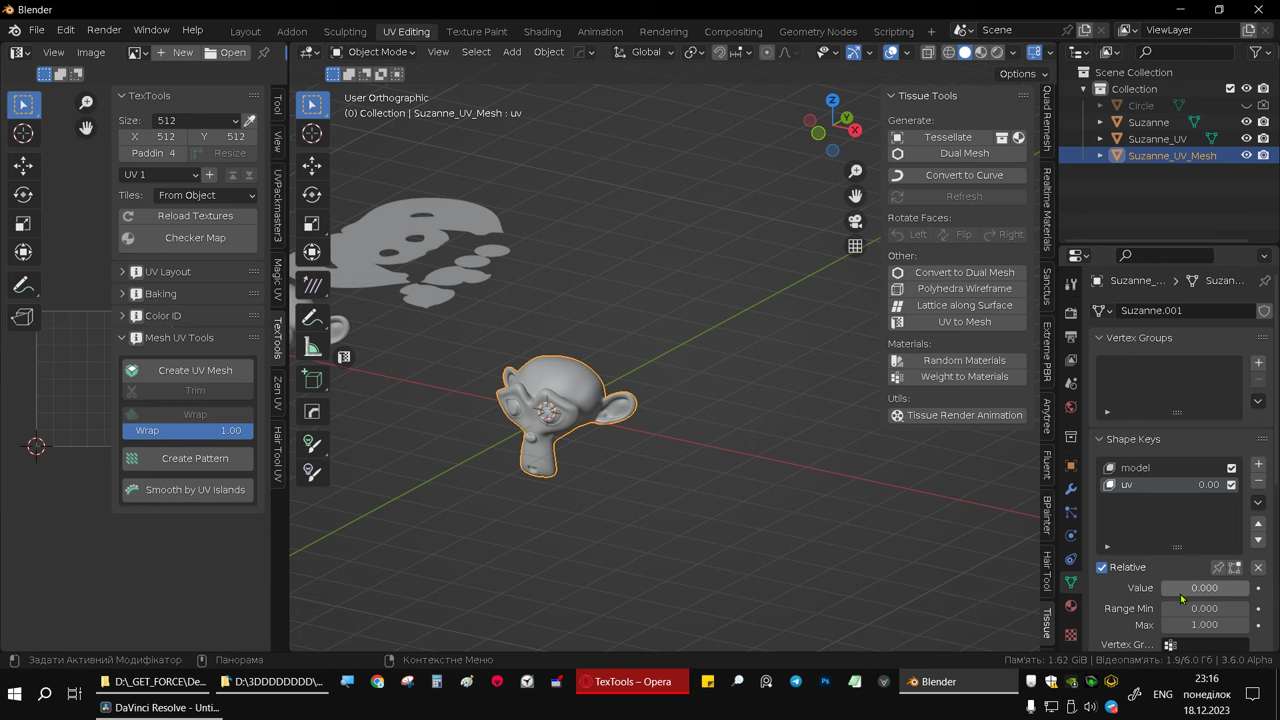 Blender
File Edit Render Window Help Layout Modeling Sculpting UV Editing Texture Paint Shading Animation Rendering Compositing Geometry Nodes Scripting Scene ViewLayer
View Image New Open Object Mode View Select Add Object Global
Options
TexTools
Size: 512
X 512 Y 512
Paddin 4 Resize
UV 1
Tiles: From Object
Reload Textures
Checker Map
UV Layout
Baking
Color ID
Mesh UV Tools
Create UV Mesh
Trim
Wrap
Wrap 1.00
Create Pattern
Smooth by UV Islands
Tool
View
UVPackmaster3
Magic UV
TexTools
Zen UV
Hair Tool UV
User Orthographic
(0) Collection | Suzanne_UV_Mesh : uv
Z
Y
X
Tissue Tools
Generate:
Tessellate
Dual Mesh
Convert to Curve
Refresh
Rotate Faces:
Left Flip Right
Other:
Convert to Dual Mesh
Polyhedra Wireframe
Lattice along Surface
UV to Mesh
Materials:
Random Materials
Weight to Materials
Utils:
Tissue Render Animation
Quad Remesh
Realtime Materials
Sanctus
Extreme PBR
Anytree
Fluent
BPainter
Hair Tool
Tissue
Scene Collection
Collection
Circle
Suzanne
Suzanne_UV
Suzanne_UV_Mesh
Suzanne_... Suzan...
Suzanne.001
Vertex Groups
Shape Keys
model
uv 0.00
Relative
Value 0.000
Range Min 0.000
Max 1.000
Vertex Gr...
Задати Активний Модифікатор Панорама Контекстне Меню Пам'ять: 1.62 GiB | Відеопам'ять: 1.9/6.0 Гб | 3.6.0 Alpha
D:\_GET_FORCE\De... D:\3DDDDDDDD\... TexTools – Opera Blender
DaVinci Resolve - Unti...
ENG
23:16
понеділок
18.12.2023